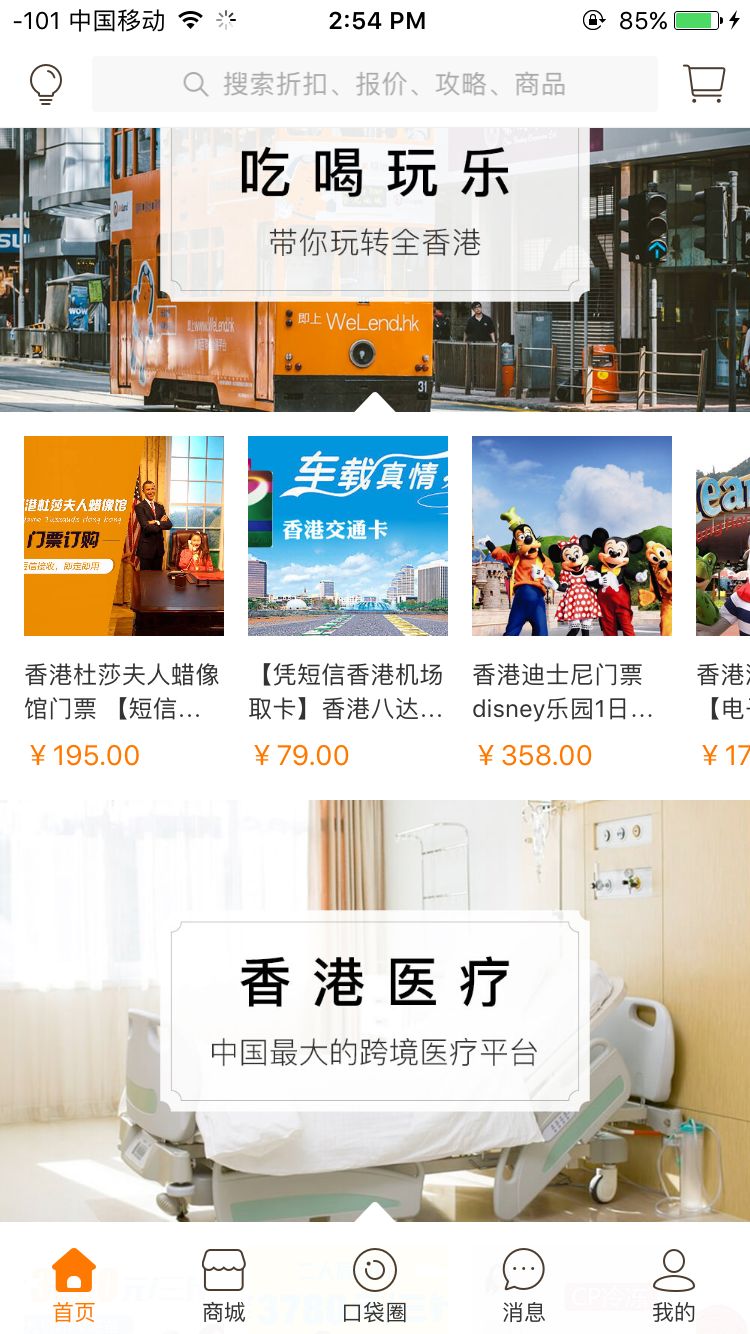 -101 中国移动 2:54 PM 85%
搜索折扣、报价、攻略、商品
吃喝玩乐
带你玩转全香港
即上 WeLend.hk
31
WOW
车载真情
香港交通卡
港杜莎夫人蜡像馆
门票订购
香港杜莎夫人蜡像
馆门票 【短信...
￥195.00
【凭短信香港机场
取卡】香港八达...
￥79.00
香港迪士尼门票
disney乐园1日...
￥358.00
香港
【电
￥17
香港医疗
中国最大的跨境医疗平台
首页
商城
口袋圈
消息
我的